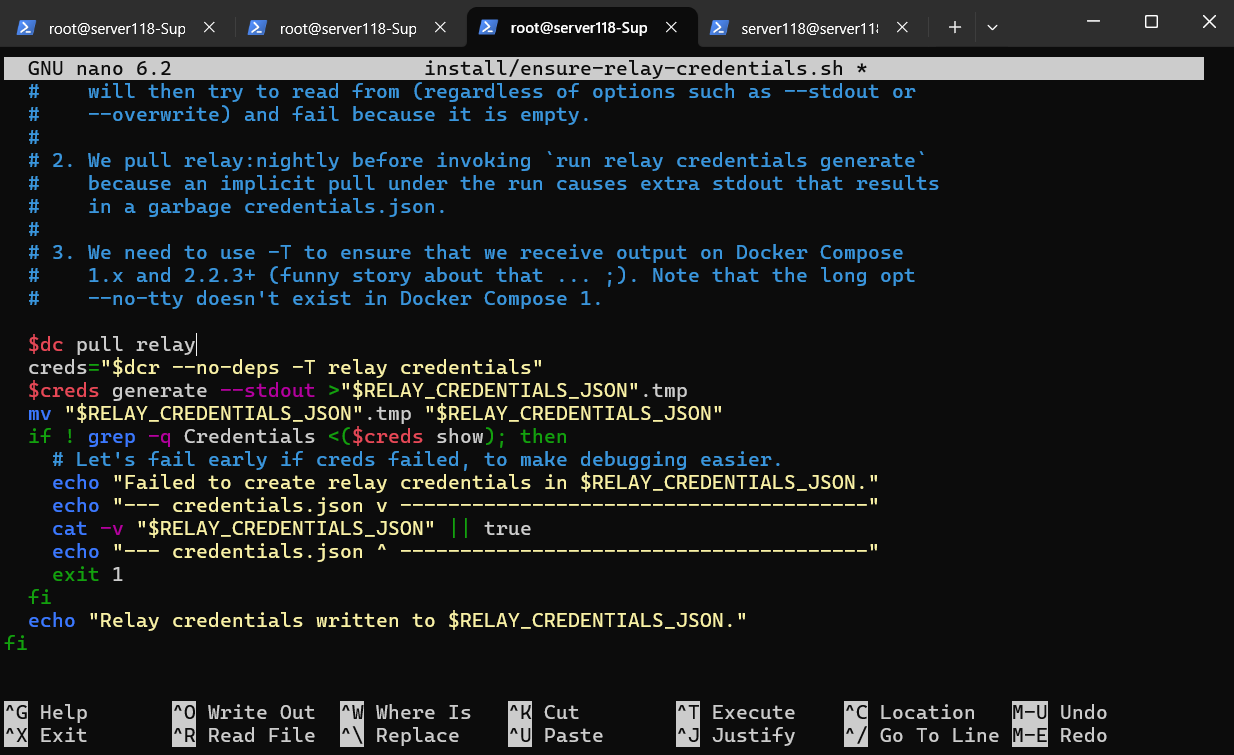 root@server118-Sup
root@server118-Sup
root@server118-Sup
server118@server118
GNU nano 6.2 install/ensure-relay-credentials.sh *
# will then try to read from (regardless of options such as --stdout or
# --overwrite) and fail because it is empty.
#
# 2. We pull relay:nightly before invoking `run relay credentials generate`
# because an implicit pull under the run causes extra stdout that results
# in a garbage credentials.json.
#
# 3. We need to use -T to ensure that we receive output on Docker Compose
# 1.x and 2.2.3+ (funny story about that ... ;). Note that the long opt
# --no-tty doesn't exist in Docker Compose 1.
$dc pull relay
creds="$dcr --no-deps -T relay credentials"
$creds generate --stdout >"$RELAY_CREDENTIALS_JSON".tmp
mv "$RELAY_CREDENTIALS_JSON".tmp "$RELAY_CREDENTIALS_JSON"
if ! grep -q Credentials <($creds show); then
# Let's fail early if creds failed, to make debugging easier.
echo "Failed to create relay credentials in $RELAY_CREDENTIALS_JSON."
echo "--- credentials.json v ---------------------------------------"
cat -v "$RELAY_CREDENTIALS_JSON" || true
echo "--- credentials.json ^ ---------------------------------------"
exit 1
fi
echo "Relay credentials written to $RELAY_CREDENTIALS_JSON."
fi
^G Help ^O Write Out ^W Where Is ^K Cut ^T Execute ^C Location M-U Undo
^X Exit ^R Read File ^\ Replace ^U Paste ^J Justify ^/ Go To Line M-E Redo